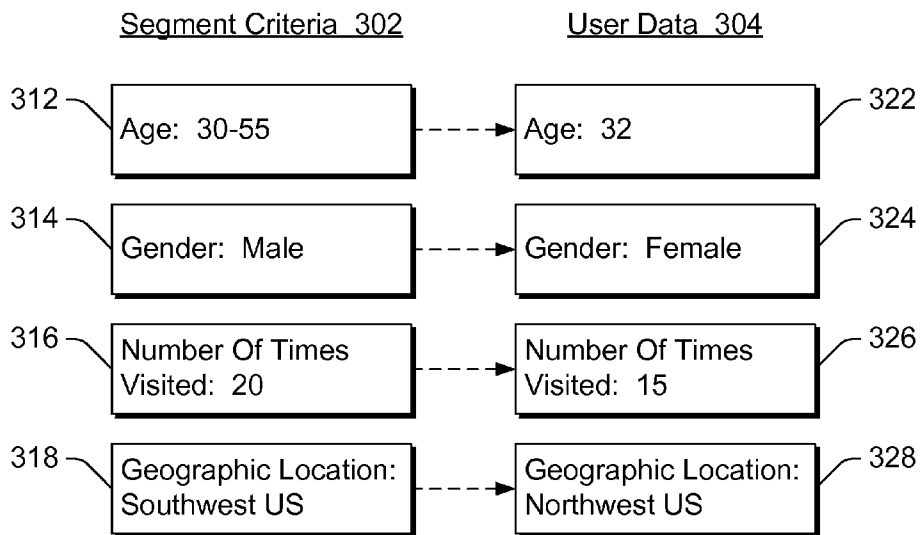 Segment Criteria 302
User Data 304
312
Age: 30-55
Age: 32
322
314
Gender: Male
Gender: Female
324
316
Number Of Times
Visited: 20
Number Of Times
Visited: 15
326
318
Geographic Location:
Southwest US
Geographic Location:
Northwest US
328